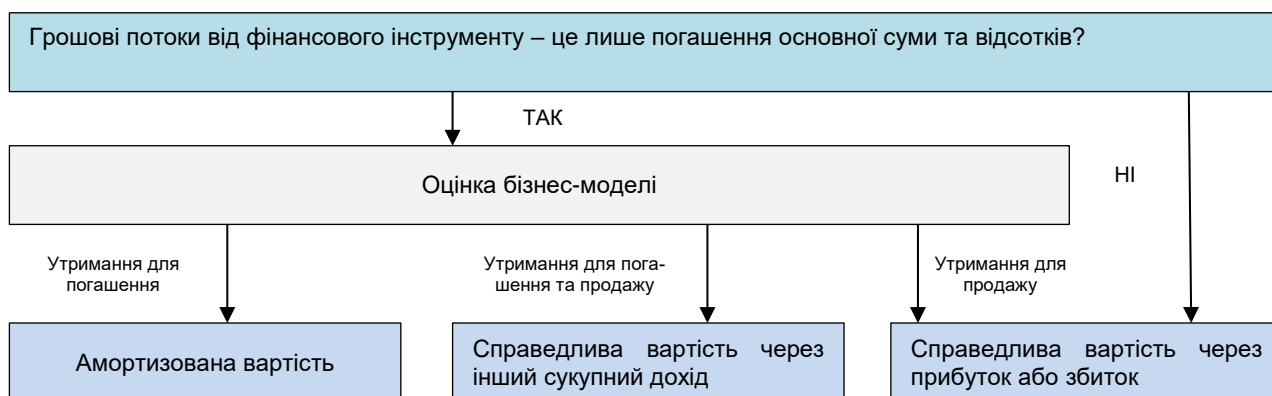 Грошові потоки від фінансового інструменту – це лише погашення основної суми та відсотків?
ТАК
НІ
Оцінка бізнес-моделі
Утримання для
погашення
Утримання для пога-
шення та продажу
Утримання для
продажу
Амортизована вартість
Справедлива вартість через
інший сукупний дохід
Справедлива вартість через
прибуток або збиток